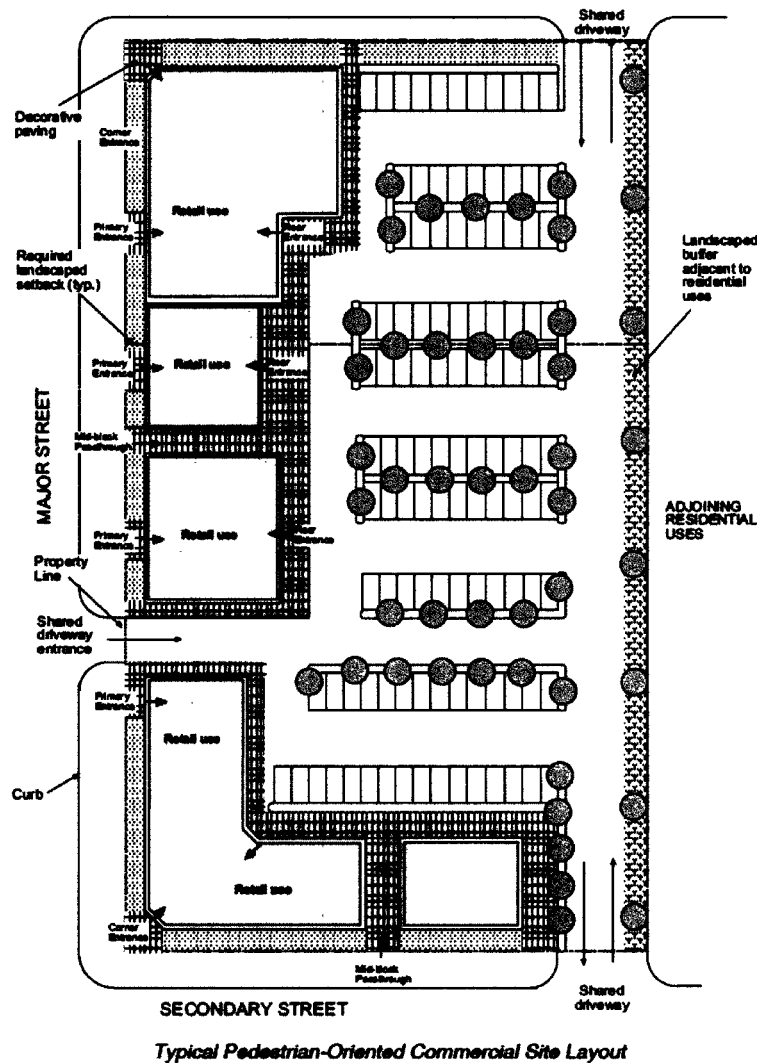 Shared
driveway
Decorative
paving
Corner
Entrance
Retail use
Primary
Entrance
Rear
Entrance
Required
landscaped
setback (typ.)
Landscaped
buffer
adjacent to
residential
uses
Primary
Entrance
Retail use
Rear
Entrance
MAJOR STREET
Mid-block
Passthrough
Primary
Entrance
Retail use
Rear
Entrance
ADJOINING
RESIDENTIAL
USES
Property
Line
Shared
driveway
entrance
Primary
Entrance
Retail use
Curb
Retail use
Corner
Entrance
Mid-block
Passthrough
SECONDARY STREET
Shared
driveway
Typical Pedestrian-Oriented Commercial Site Layout